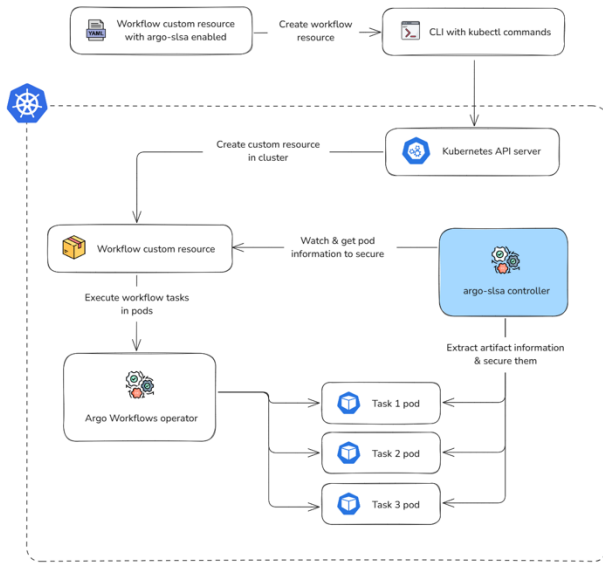 Workflow custom resource
with argo-slsa enabled
YAML
Create workflow
resource
CLI with kubectl commands
Create custom resource
in cluster
Kubernetes API server
Workflow custom resource
Watch & get pod
information to secure
argo-slsa controller
Execute workflow tasks
in pods
Extract artifact information
& secure them
Argo Workflows operator
Task 1 pod
Task 2 pod
Task 3 pod